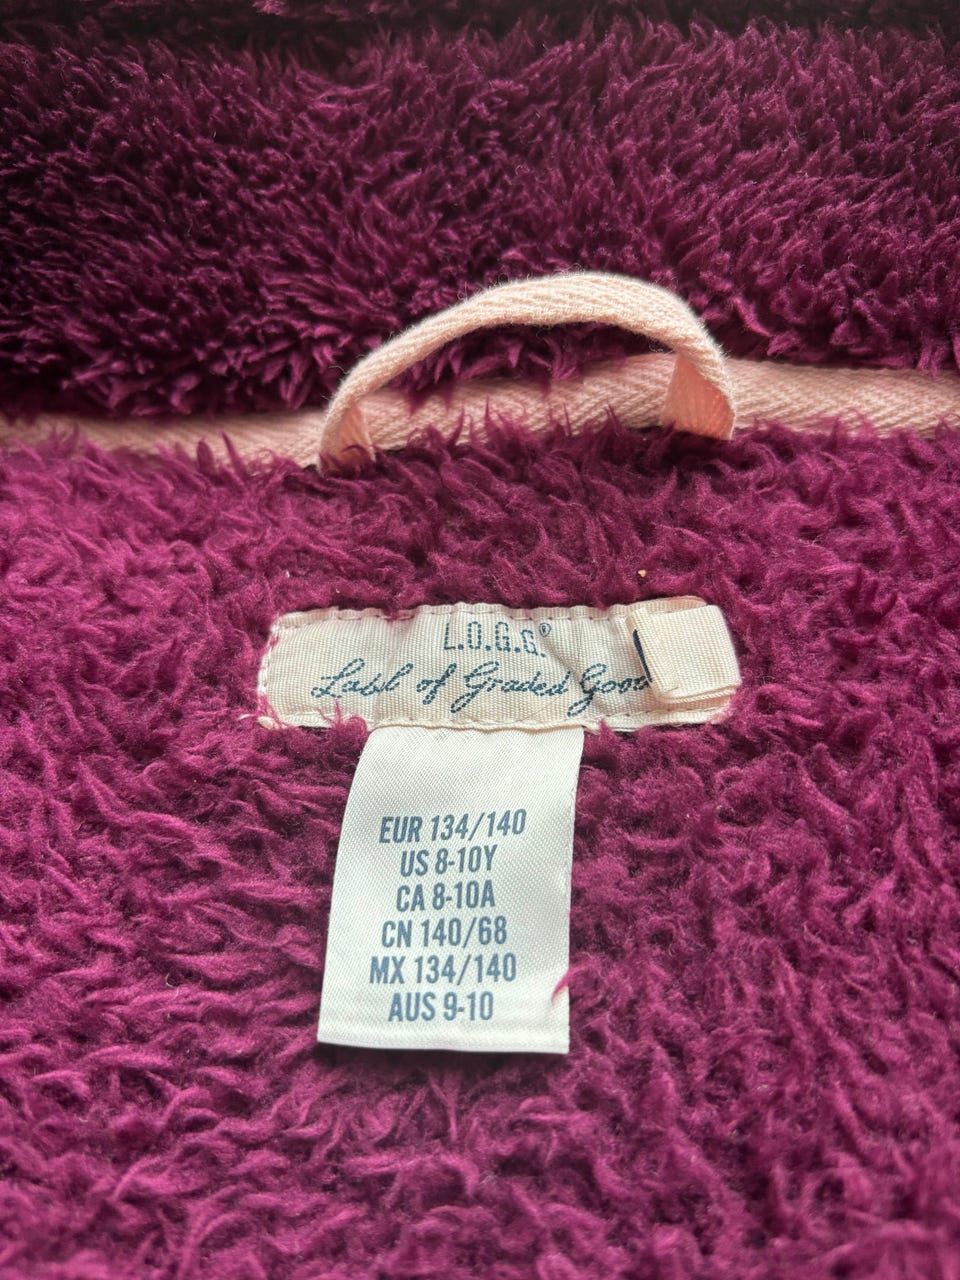 L.O.G.G.®
Label of Graded Good
EUR 134/140
US 8-10Y
CA 8-10A
CN 140/68
MX 134/140
AUS 9-10